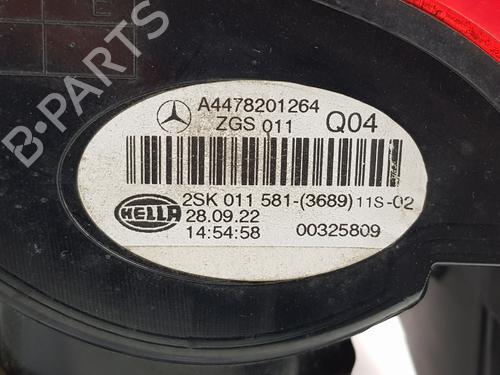 E
B-PARTS
A4478201264
ZGS 011 Q04
2SK 011 581-(3689) 11S-02
HELLA
28.09.22
14:54:58 00325809